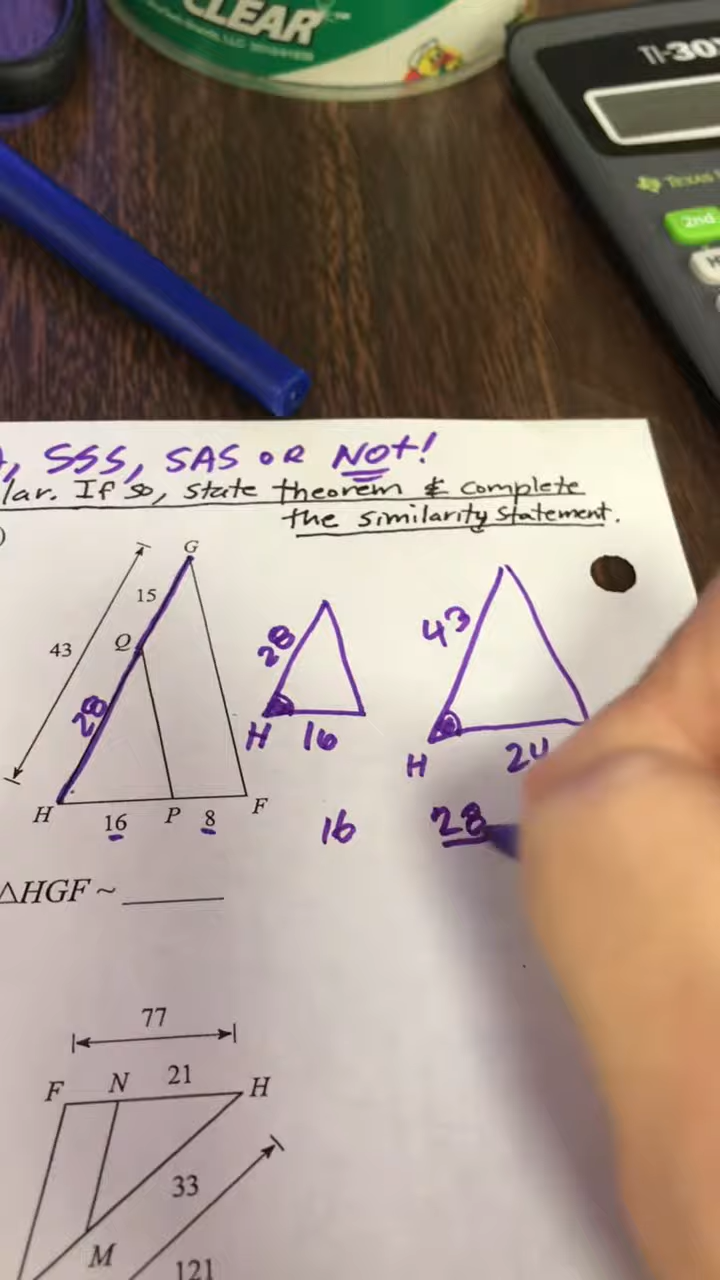 CLEAR
TI-30
TEXAS
2nd
SSS, SAS OR NOT!
If so, state theorem & complete
the similarity statement.
)
G
15
43
Q
28
H
16
P
8
F
28
H
16
43
H
24
16
28
△HGF ~
77
F
N
21
H
33
M
121